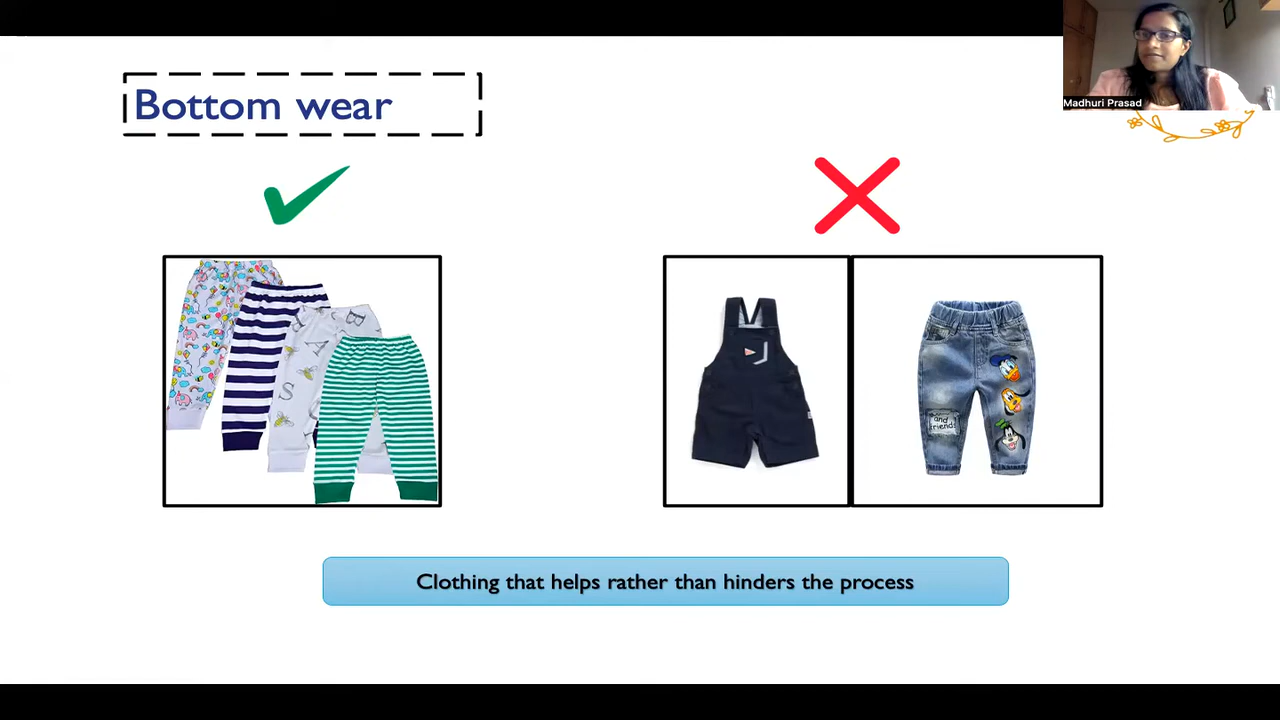 Bottom wear
Madhuri Prasad
B
A
S
and
friends
Clothing that helps rather than hinders the process